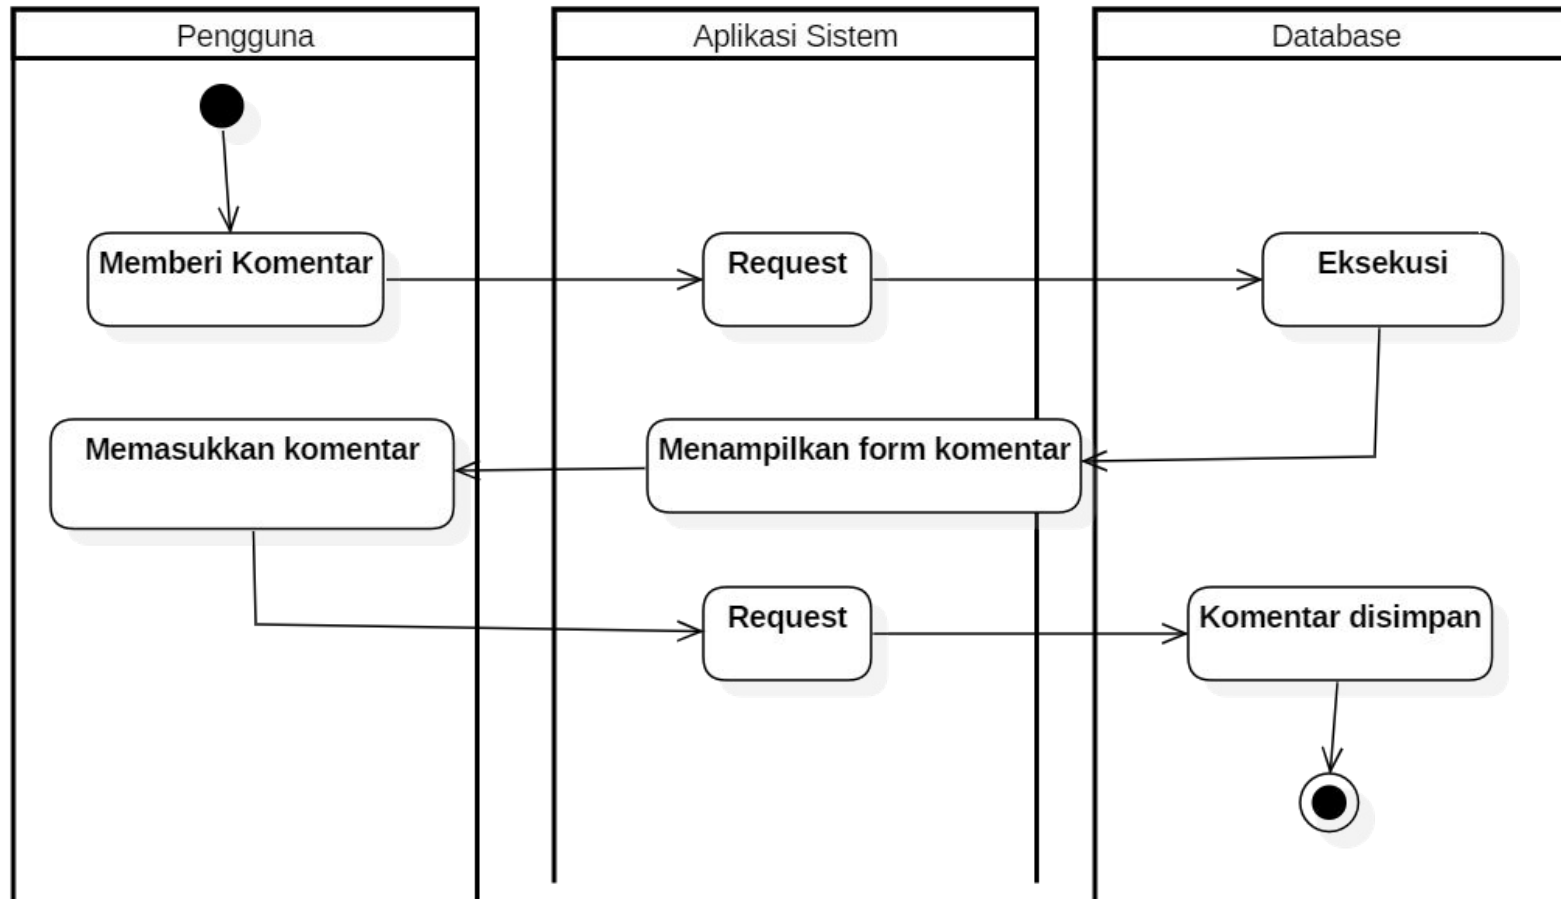 Pengguna
Aplikasi Sistem
Database
Memberi Komentar
Request
Eksekusi
Memasukkan komentar
Menampilkan form komentar
Request
Komentar disimpan